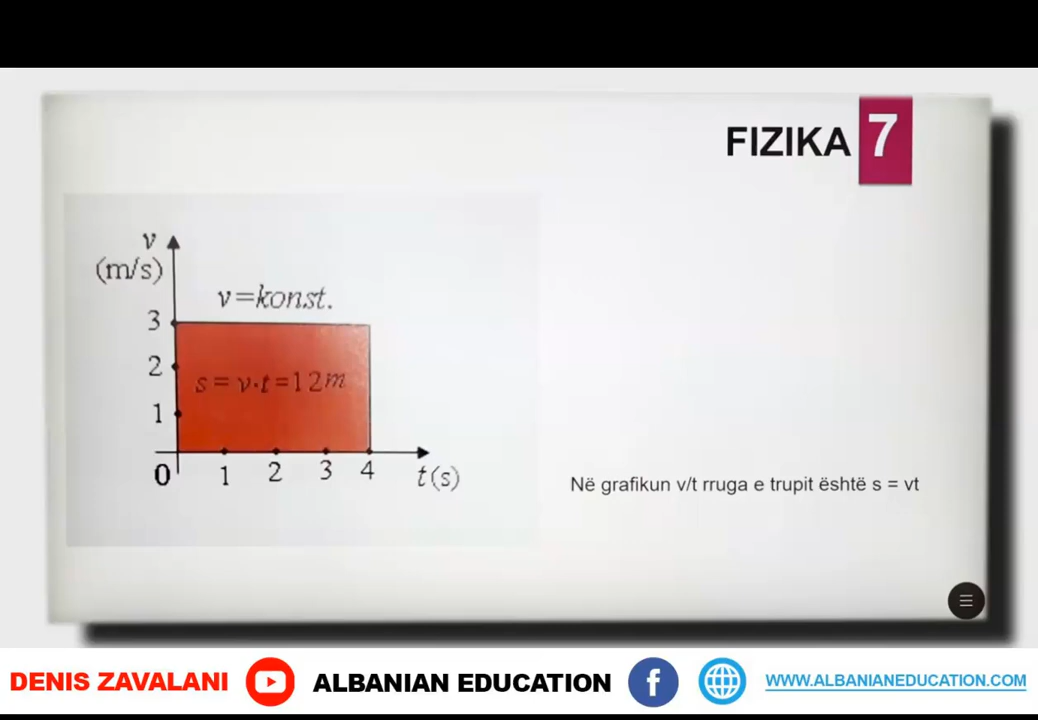 FIZIKA 7
v
(m/s)
v=konst.
3
2
s = v·t =12m
1
0 1 2 3 4 t(s)
Në grafikun v/t rruga e trupit është s = vt
DENIS ZAVALANI ALBANIAN EDUCATION WWW.ALBANIANEDUCATION.COM